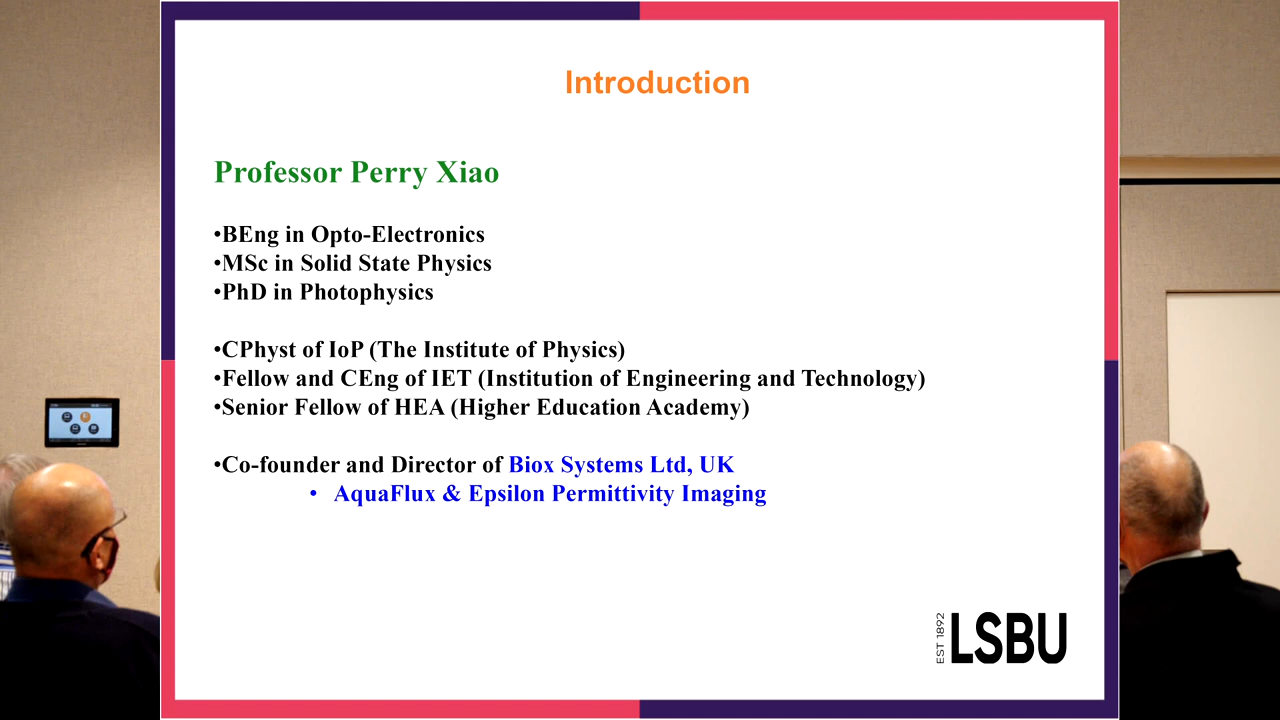 Introduction
Professor Perry Xiao
•BEng in Opto-Electronics
•MSc in Solid State Physics
•PhD in Photophysics
•CPhyst of IoP (The Institute of Physics)
•Fellow and CEng of IET (Institution of Engineering and Technology)
•Senior Fellow of HEA (Higher Education Academy)
•Co-founder and Director of Biox Systems Ltd, UK
• AquaFlux & Epsilon Permittivity Imaging
EST 1892
LSBU